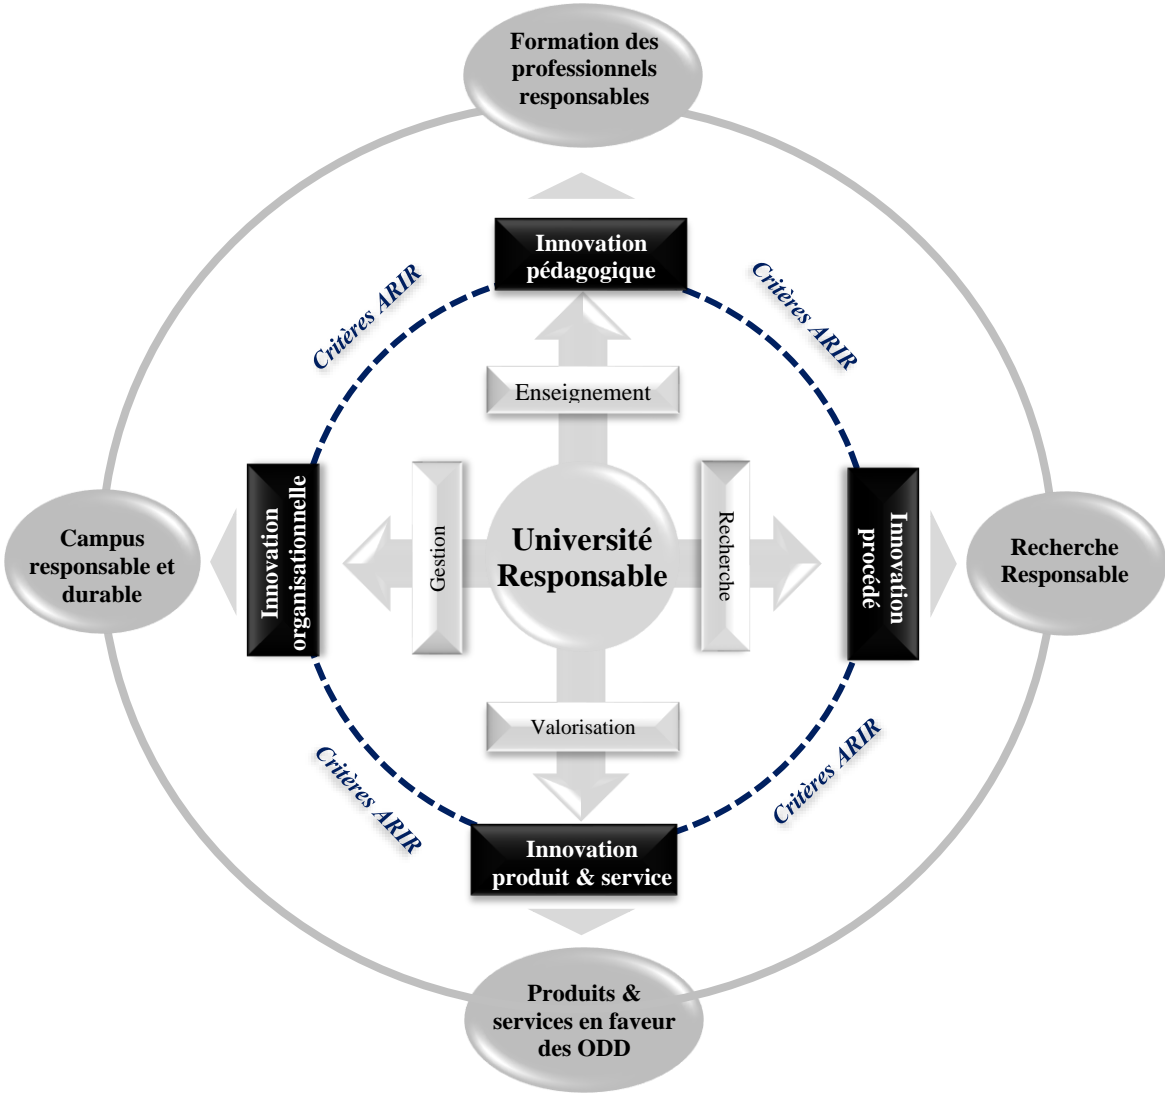 Formation des
professionnels
responsables
Innovation
pédagogique
Critères ARIR
Critères ARIR
Enseignement
Campus
responsable et
durable
Innovation
organisationnelle
Gestion
Université
Responsable
Recherche
Innovation
procédé
Recherche
Responsable
Valorisation
Critères ARIR
Critères ARIR
Innovation
produit & service
Produits &
services en faveur
des ODD